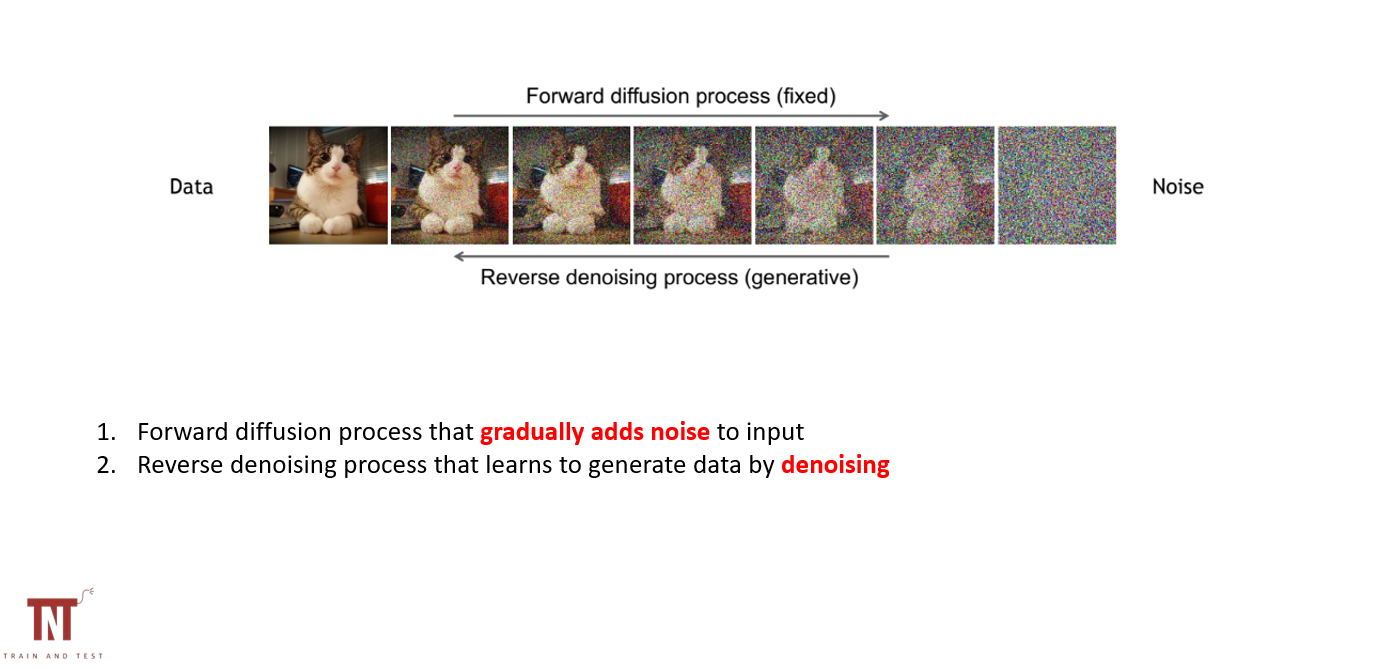 Forward diffusion process (fixed)
Data
Noise
Reverse denoising process (generative)
1. Forward diffusion process that gradually adds noise to input
2. Reverse denoising process that learns to generate data by denoising
TNT
TRAIN AND TEST